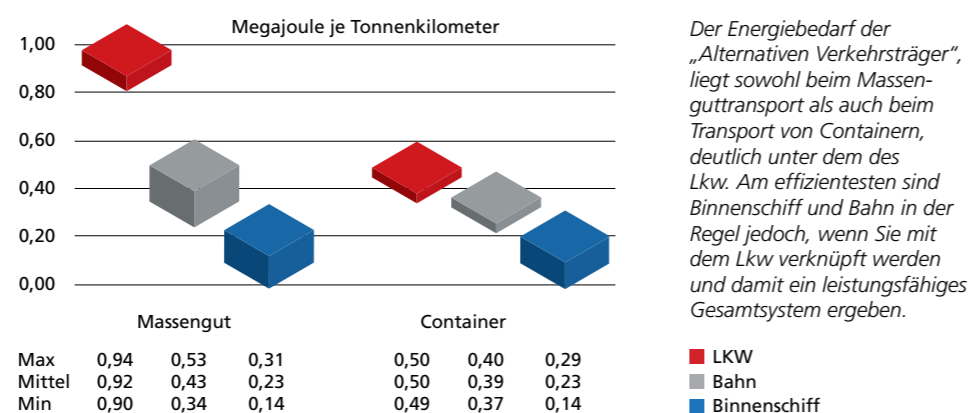 Megajoule je Tonnenkilometer
1,00
0,80
0,60
0,40
0,20
0,00
Massengut Container
Max 0,94 0,53 0,31 0,50 0,40 0,29
Mittel 0,92 0,43 0,23 0,50 0,39 0,23
Min 0,90 0,34 0,14 0,49 0,37 0,14
Der Energiebedarf der
„Alternativen Verkehrsträger“,
liegt sowohl beim Massen-
guttransport als auch beim
Transport von Containern,
deutlich unter dem des
Lkw. Am effizientesten sind
Binnenschiff und Bahn in der
Regel jedoch, wenn Sie mit
dem Lkw verknüpft werden
und damit ein leistungsfähiges
Gesamtsystem ergeben.
LKW
Bahn
Binnenschiff